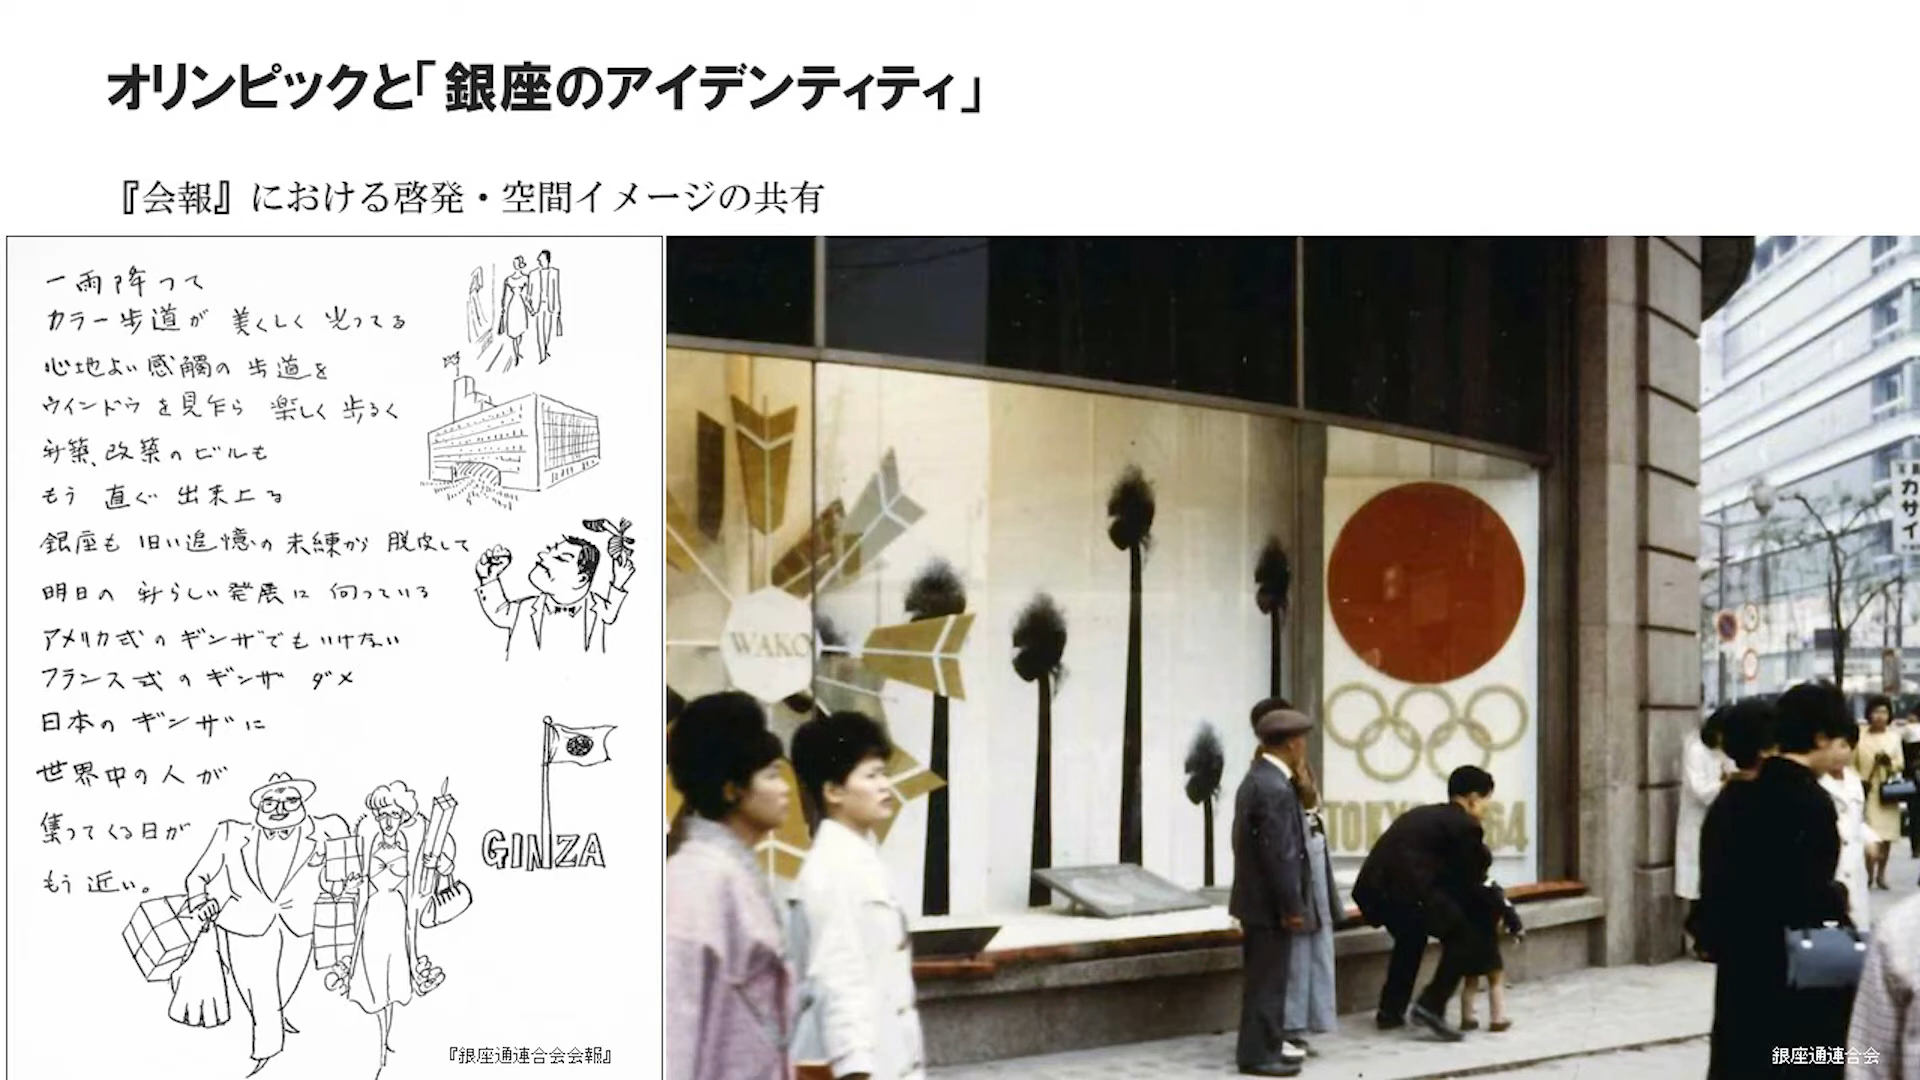 オリンピックと「銀座のアイデンティティ」
『会報』における啓発・空間イメージの共有
一雨降つて
カラー歩道が 美くしく 光ってる
心地よい感觸の 歩道を
ウインドウを見乍ら 楽しく 歩るく
新築、改築のビルも
もう 直ぐ 出来上る
銀座も 旧い追憶の 未練から 脱皮して
明日の 新らしい発展に 向っている
アメリカ式のギンザでもいけない
フランス式のギンザ ダメ
日本のギンザに
世界中の人が
集ってくる日が
もう近い。
GINZA
『銀座通連合会会報』
WAKO
TOKYO
64
カサイ
銀座通連合会